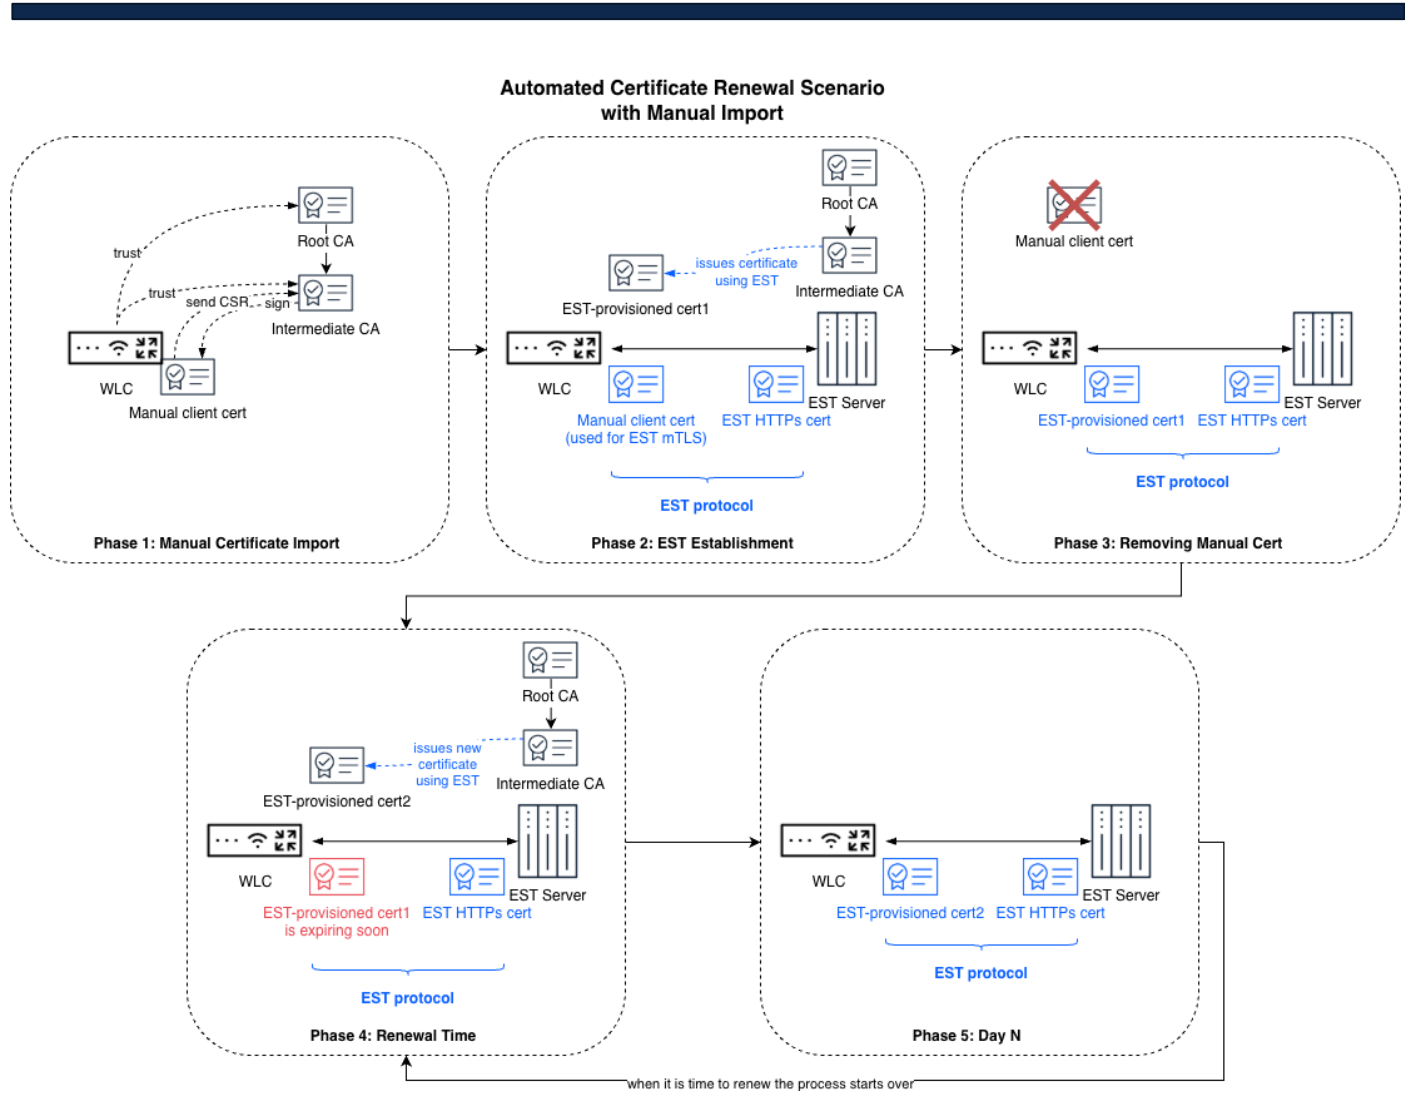 Automated Certificate Renewal Scenario
with Manual Import
Root CA
trust
trust
send CSR
sign
Intermediate CA
WLC
Manual client cert
Phase 1: Manual Certificate Import
Root CA
issues certificate
using EST
Intermediate CA
EST-provisioned cert1
WLC
EST Server
Manual client cert
(used for EST mTLS)
EST HTTPs cert
EST protocol
Phase 2: EST Establishment
Manual client cert
WLC
EST Server
EST-provisioned cert1
EST HTTPs cert
EST protocol
Phase 3: Removing Manual Cert
Root CA
issues new
certificate
using EST
Intermediate CA
EST-provisioned cert2
WLC
EST Server
EST-provisioned cert1
is expiring soon
EST HTTPs cert
EST protocol
Phase 4: Renewal Time
WLC
EST Server
EST-provisioned cert2
EST HTTPs cert
EST protocol
Phase 5: Day N
when it is time to renew the process starts over